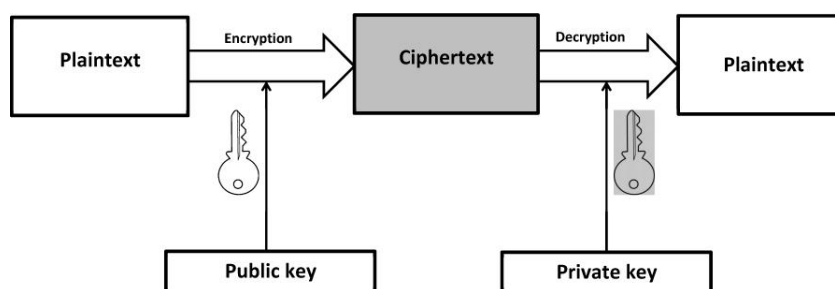 Plaintext
Encryption
Ciphertext
Decryption
Plaintext
Public key
Private key